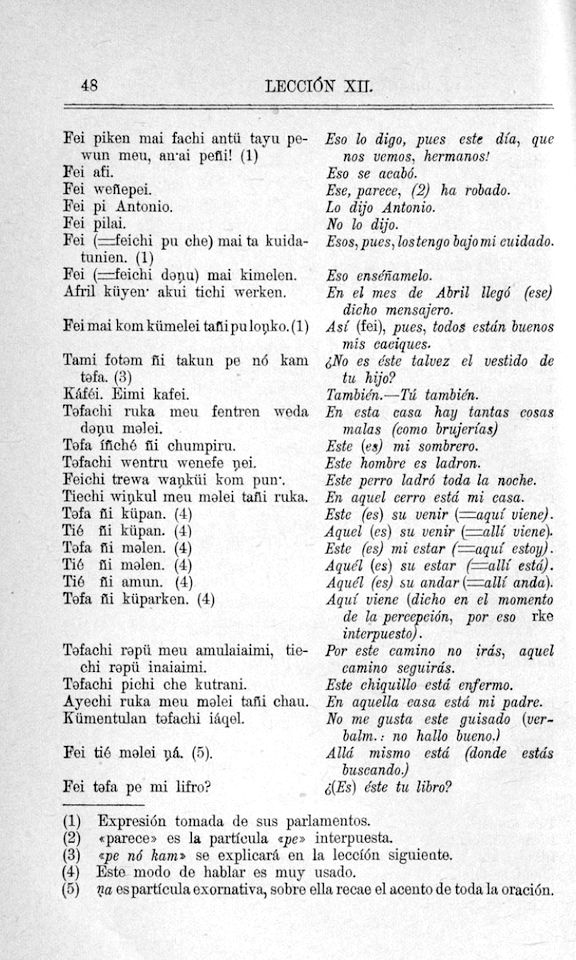 48 LECCIÓN XII.
Fei piken mai fachi antü tayu pe-
wun meu, an·ai peñi! (1)
Eso lo digo, pues este día, que
nos vemos, hermanos!
Fei afi.
Eso se acabó.
Fei weñepei.
Ese, parece, (2) ha robado.
Fei pi Antonio.
Lo dijo Antonio.
Fei pilai.
No lo dijo.
Fei (=feichi pu che) mai ta kuida-
tunien. (1)
Esos, pues, los tengo bajo mi cuidado.
Fei (=feichi dəṇu) mai kimelen.
Eso enséñamelo.
Afril küyen· akui tichi werken.
En el mes de Abril llegó (ese)
dicho mensajero.
Fei mai kom kümelei tañi pu loṇko. (1)
Así (fei), pues, todos están buenos
mis caciques.
Tami fotəm ñi takun pe nó kam
təfa. (3)
¿No es éste talvez el vestido de
tu hijo?
Káféi. Eimi kafei.
También.—Tú también.
Təfachi ruka meu fentren weda
dəṇu məlei.
En esta casa hay tantas cosas
malas (como brujerías)
Təfa íñché ñi chumpiru.
Este (es) mi sombrero.
Təfachi wentru wenefe ṇei.
Este hombre es ladron.
Feichi trewa waṇküi kom pun·.
Este perro ladró toda la noche.
Tiechi wiṇkul meu məlei tañi ruka.
En aquel cerro está mi casa.
Təfa ñi küpan. (4)
Este (es) su venir (=aquí viene).
Tié ñi küpan. (4)
Aquel (es) su venir (=allí viene).
Təfa ñi məlen. (4)
Este (es) mi estar (=aquí estoy).
Tié ñi məlen. (4)
Aquél (es) su estar (=allí está).
Tié ñi amun. (4)
Aquél (es) su andar (=allí anda).
Təfa ñi küparken. (4)
Aquí viene (dicho en el momento
de la percepción, por eso rke
interpuesto).
Təfachi rəpü meu amulaiaimi, tie-
chi rəpü inaiaimi.
Por este camino no irás, aquel
camino seguirás.
Təfachi pichi che kutrani.
Este chiquillo está enfermo.
Ayechi ruka meu məlei tañi chau.
En aquella casa está mi padre.
Kümentulan təfachi iáqel.
No me gusta este guisado (ver-
balm.: no hallo bueno.)
Fei tié məlei ṇá. (5).
Allá mismo está (donde estás
buscando.)
Fei təfa pe mi lifro?
¿(Es) éste tu libro?
(1) Expresión tomada de sus parlamentos.
(2) «parece» es la partícula «pe» interpuesta.
(3) «pe nó kam» se explicará en la lección siguiente.
(4) Este modo de hablar es muy usado.
(5) ṇa es partícula exornativa, sobre ella recae el acento de toda la oración.